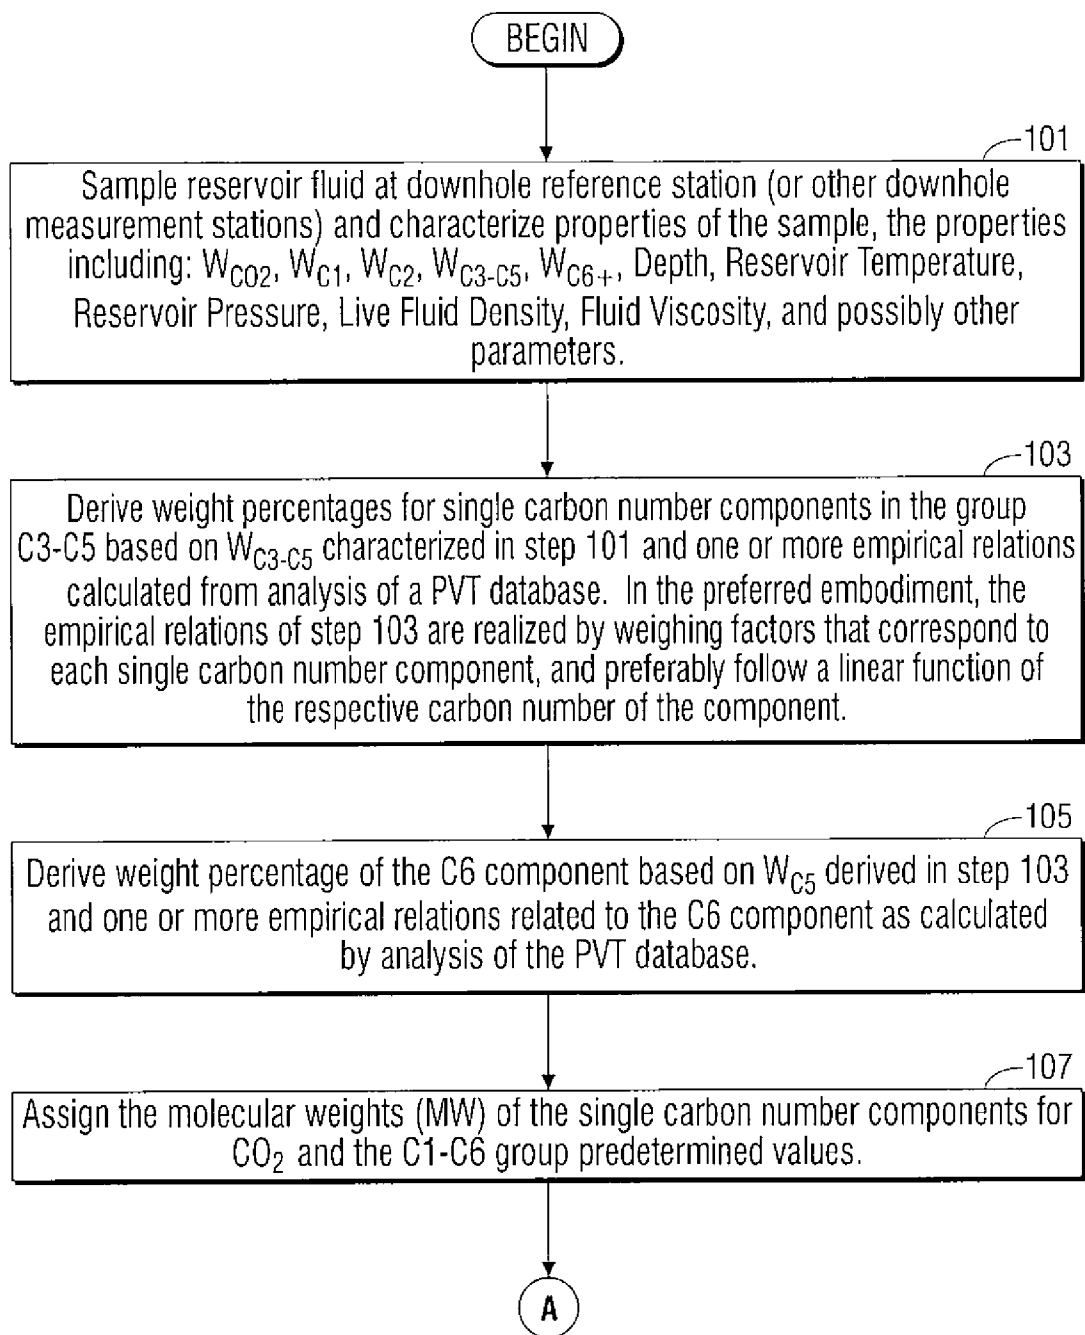 BEGIN
101
Sample reservoir fluid at downhole reference station (or other downhole
measurement stations) and characterize properties of the sample, the properties
including: W_CO2, W_C1, W_C2, W_C3-C5, W_C6+, Depth, Reservoir Temperature,
Reservoir Pressure, Live Fluid Density, Fluid Viscosity, and possibly other
parameters.
103
Derive weight percentages for single carbon number components in the group
C3-C5 based on W_C3-C5 characterized in step 101 and one or more empirical relations
calculated from analysis of a PVT database. In the preferred embodiment, the
empirical relations of step 103 are realized by weighing factors that correspond to
each single carbon number component, and preferably follow a linear function of
the respective carbon number of the component.
105
Derive weight percentage of the C6 component based on W_C5 derived in step 103
and one or more empirical relations related to the C6 component as calculated
by analysis of the PVT database.
107
Assign the molecular weights (MW) of the single carbon number components for
CO2 and the C1-C6 group predetermined values.
A